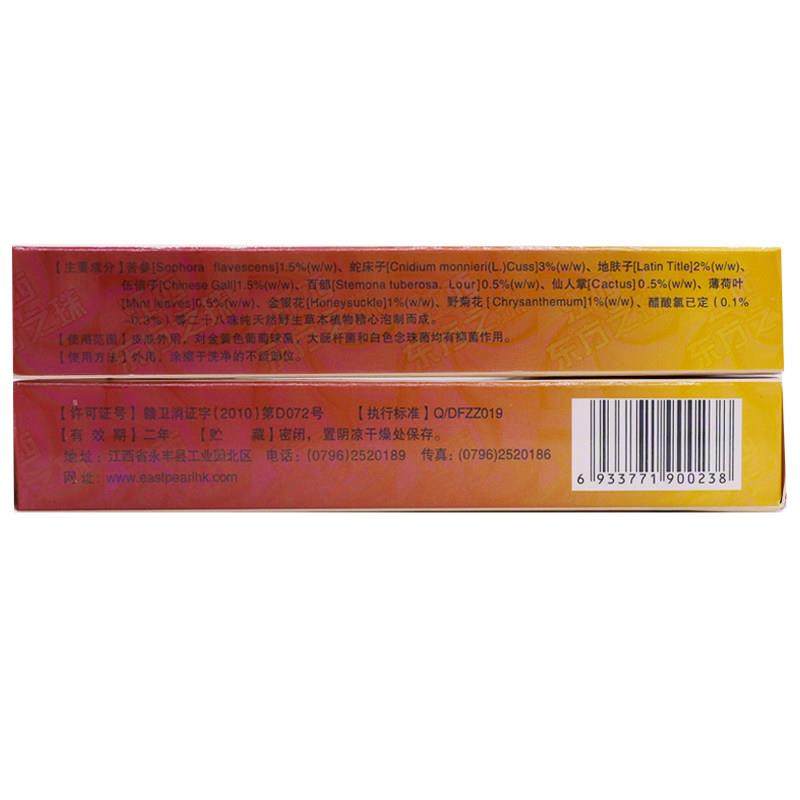 【主要成分】苦参[Sophora flavescens]1.5%(w/w)、蛇床子[Cnidium monnieri(L.)Cuss]3%(w/w)、地肤子[Latin Title]2%(w/w)、
伍倍子[Chinese Gall]1.5%(w/w)、百部[Stemona tuberosa. Lour]0.5%(w/w)、仙人掌[Cactus]0.5%(w/w)、薄荷叶
[Mint leaves]0.5%(w/w)、金银花(Honeysuckle]1%(w/w)、野菊花[Chrysanthemum]1%(w/w)、醋酸氯已定(0.1%
-0.3%)等二十八味纯天然野生草本植物精心泡制而成。
【使用范围】皮肤外用，对金黄色葡萄球菌，大肠杆菌和白色念珠菌均有抑菌作用。
【使用方法】外用，涂擦于洗净的不适部位。
【许可证号】赣卫消证字(2010)第D072号 【执行标准】Q/DFZZ019
【有效期】二年 【贮藏】密闭，置阴凉干燥处保存。
地址：江西省永丰县工业园北区 电话：(0796)2520189 传真：(0796)2520186
网址：www.eastpearlhk.com
6 933771 900238
东方之珠